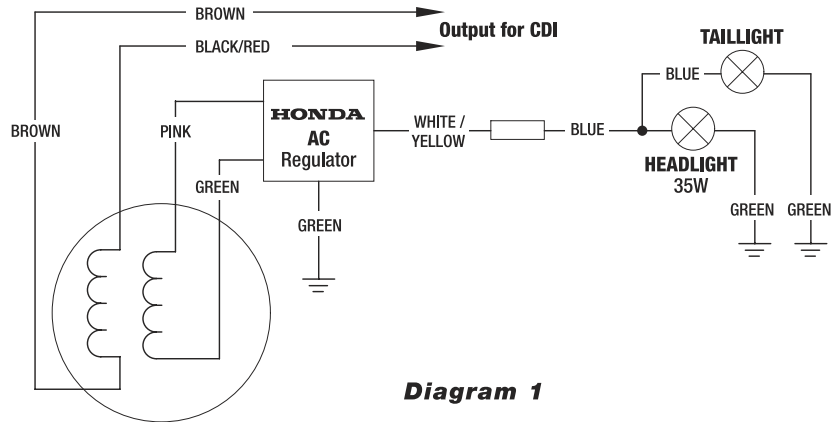 BROWN
BLACK/RED
Output for CDI
TAILLIGHT
BLUE
BROWN
PINK
HONDA
AC
Regulator
WHITE /
YELLOW
BLUE
HEADLIGHT
35W
GREEN
GREEN
GREEN
GREEN
Diagram 1